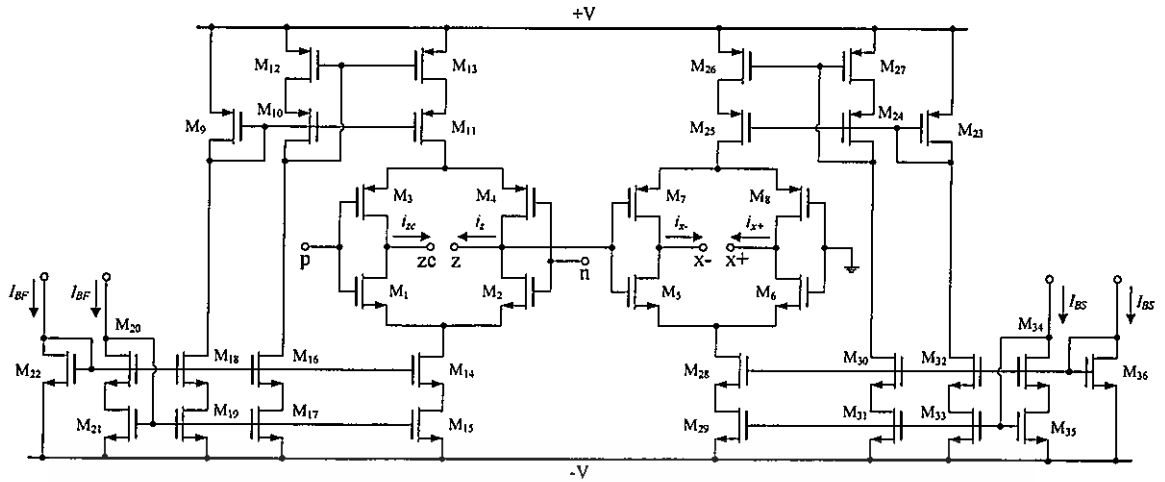 +V
M12 M13 M26 M27
M10 M24
M9 M11 M25 M23
M3 M4 M7 M8
izc iz ix- ix+
p zc z n x- x+
M1 M2 M5 M6
IBF IBF IBS IBS
M20 M34
M18 M16 M30 M32
M22 M14 M28 M36
M19 M17 M31 M33
M21 M15 M29 M35
-V